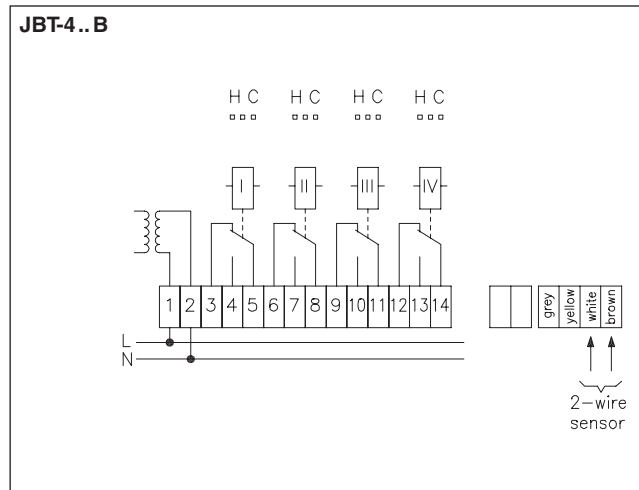 JBT-4..B
H C H C H C H C
I II III IV
1 2 3 4 5 6 7 8 9 10 11 12 13 14
grey
yellow
white
brown
L
N
2-wire
sensor